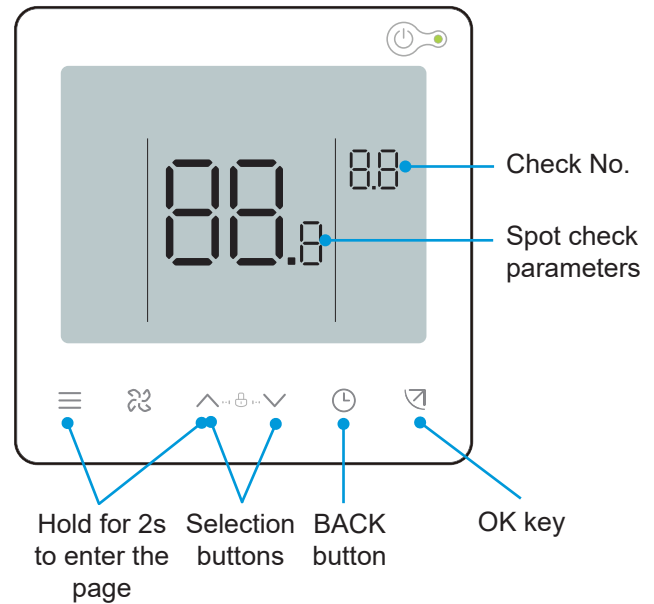 88.8
8.8
Check No.
Spot check
parameters
Hold for 2s
to enter the
page
Selection
buttons
BACK
button
OK key